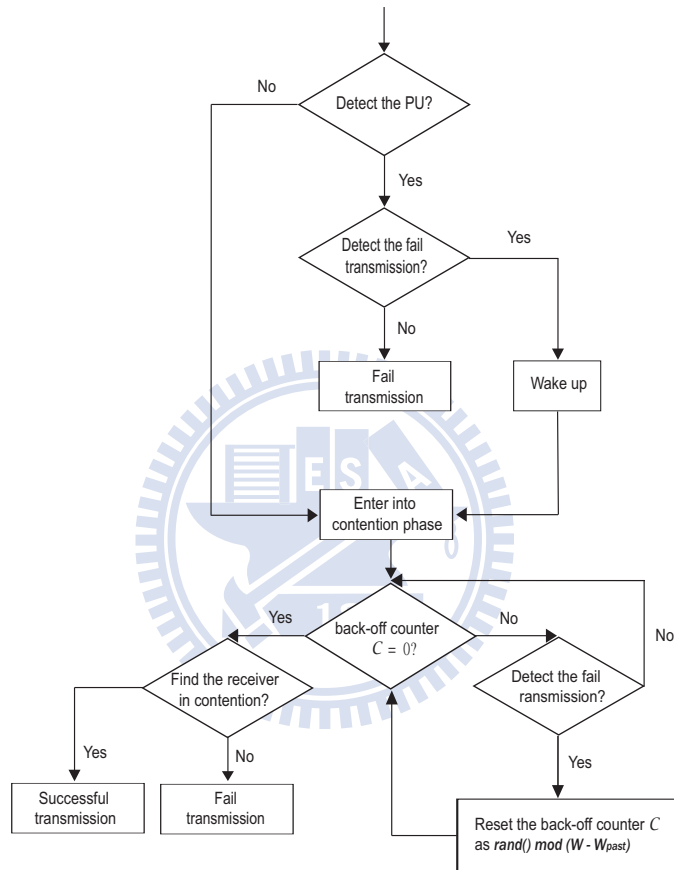 No
Detect the PU?
Yes
Detect the fail
transmission?
Yes
No
Fail
transmission
Wake up
E S A
Enter into
contention phase
Yes
back-off counter
C = 0?
No
No
Find the receiver
in contention?
Detect the fail
ransmission?
Yes
No
Yes
Successful
transmission
Fail
transmission
Reset the back-off counter C
as rand() mod (W - Wpast)